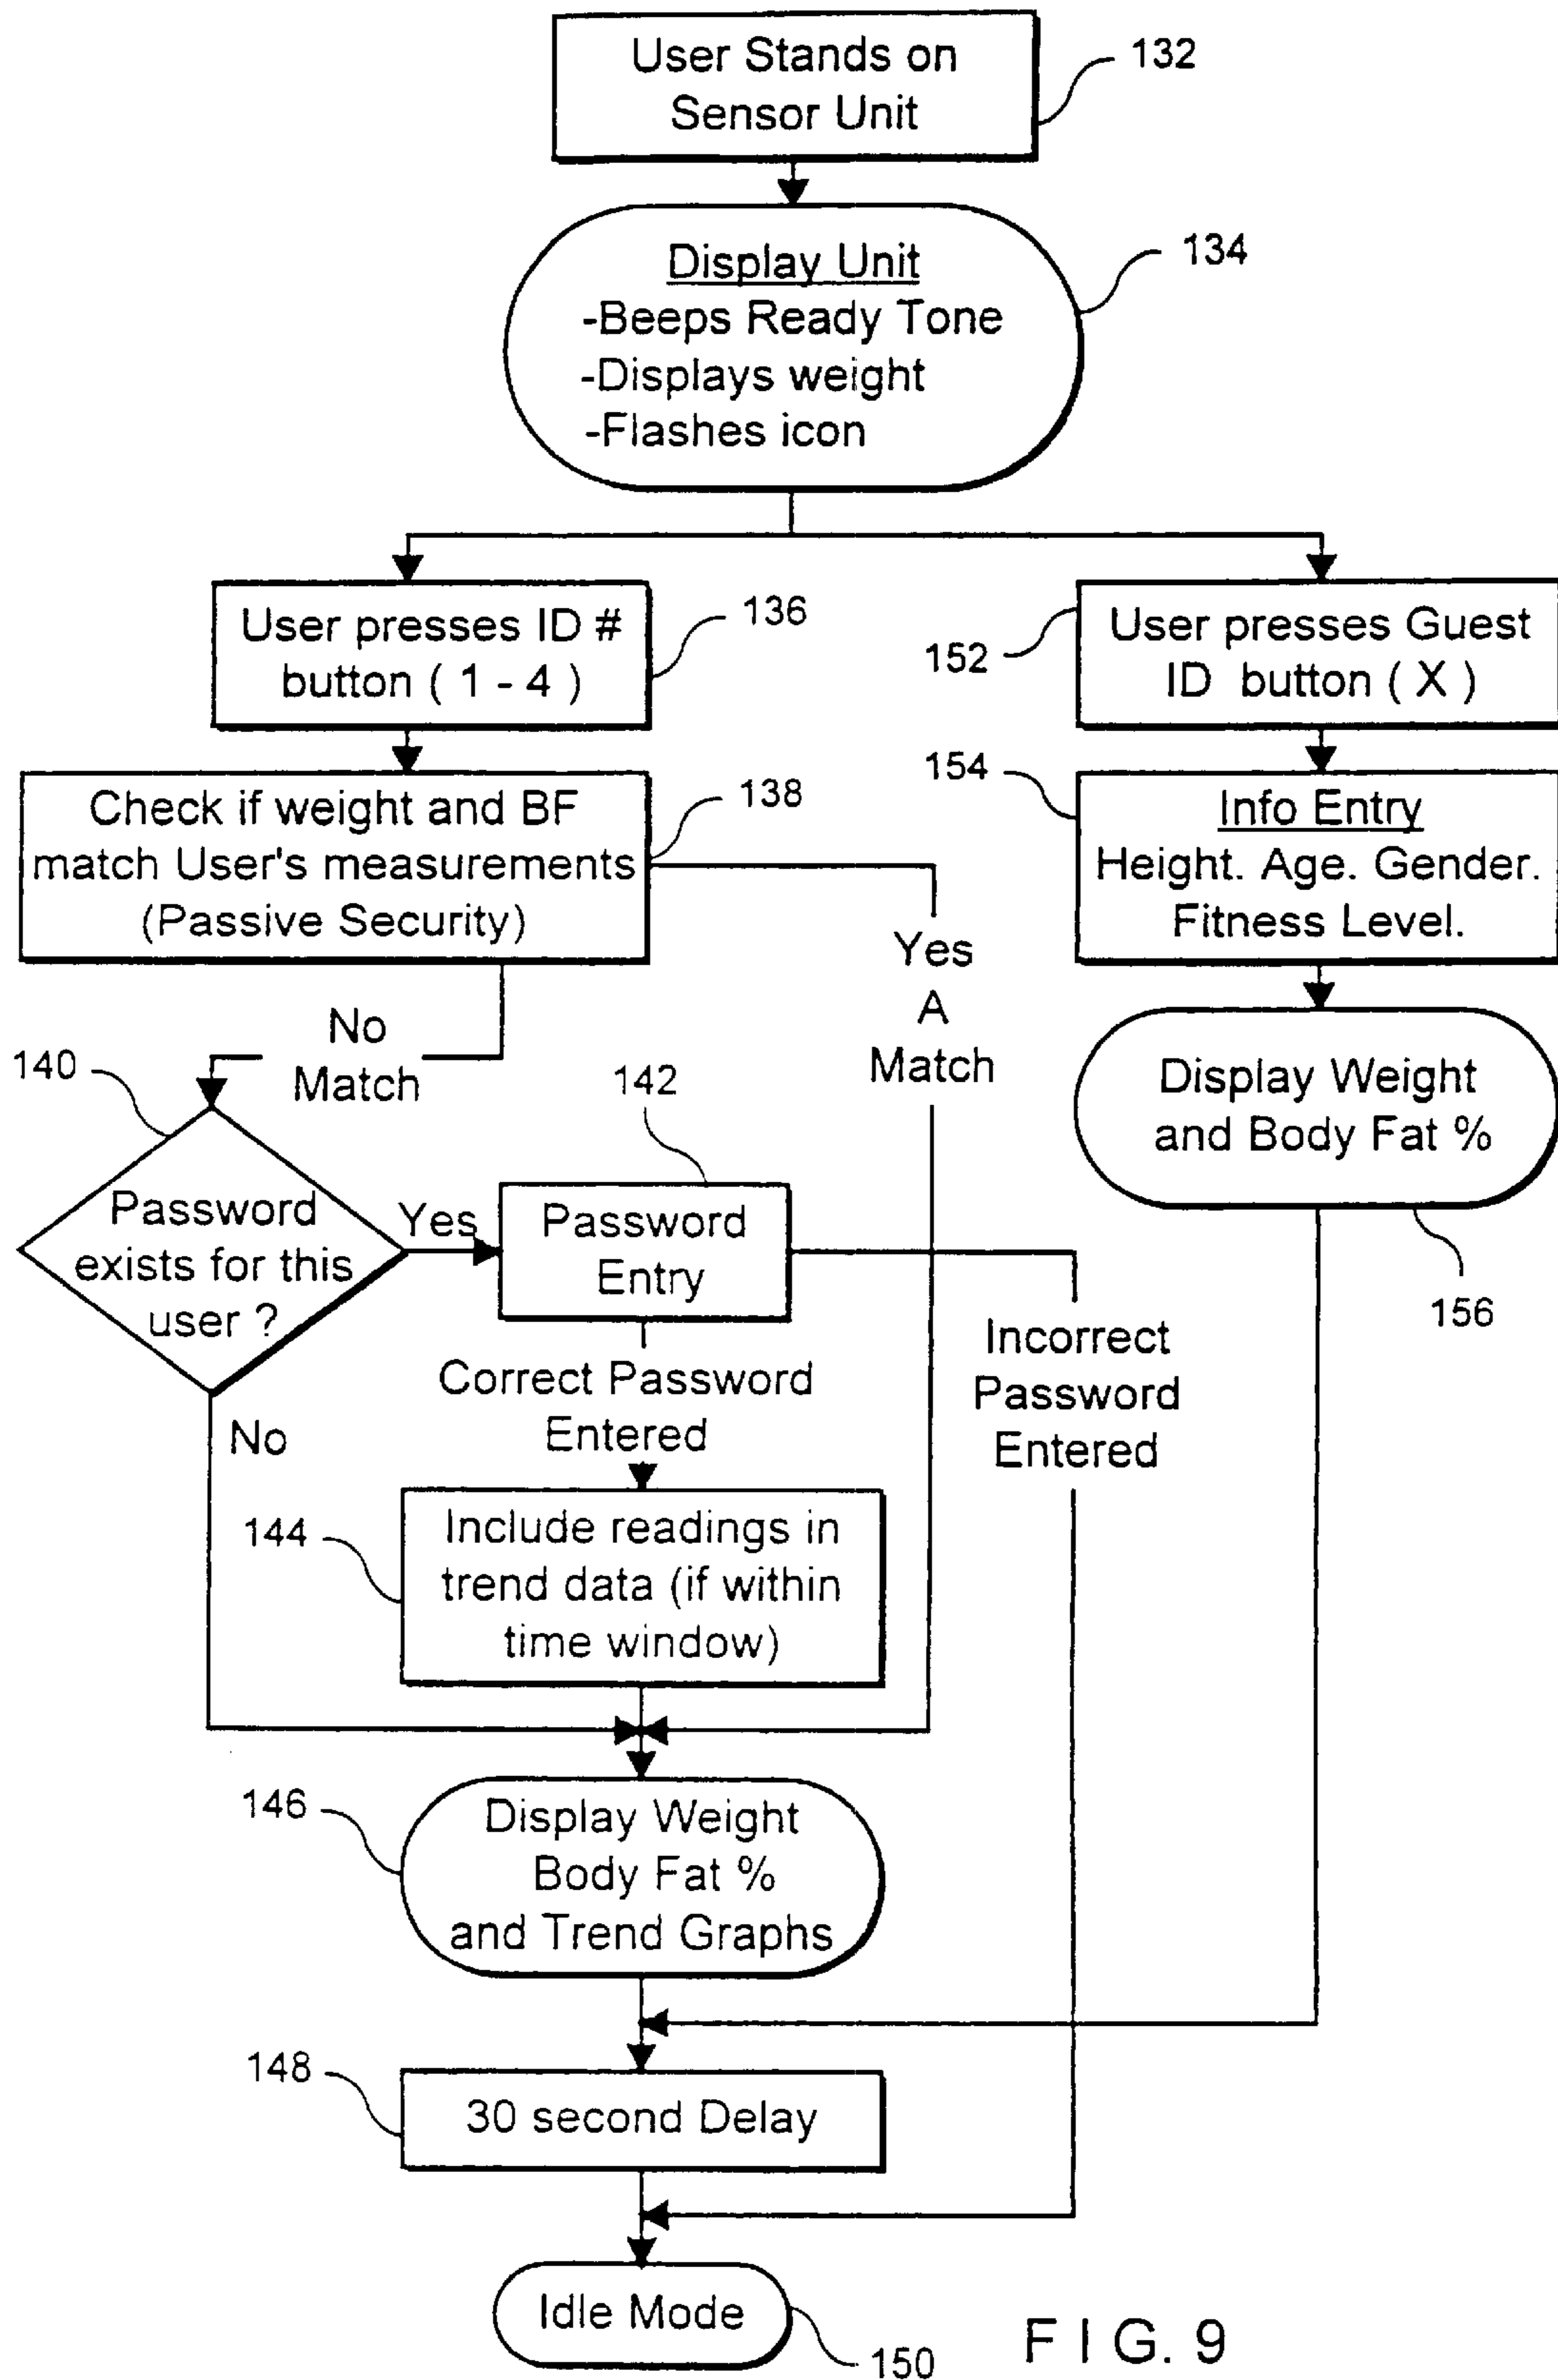 User Stands on
Sensor Unit
132
Display Unit
-Beeps Ready Tone
-Displays weight
-Flashes icon
134
User presses ID #
button ( 1 - 4 )
136
User presses Guest
ID button ( X )
152
Check if weight and BF
match User's measurements
(Passive Security)
138
154
Info Entry
Height. Age. Gender.
Fitness Level.
Yes
A
Match
No
Match
140
142
Display Weight
and Body Fat %
156
Password
exists for this
user ?
Yes
Password
Entry
Incorrect
Password
Entered
Correct Password
Entered
No
144
Include readings in
trend data (if within
time window)
146
Display Weight
Body Fat %
and Trend Graphs
148
30 second Delay
Idle Mode
150
FIG. 9